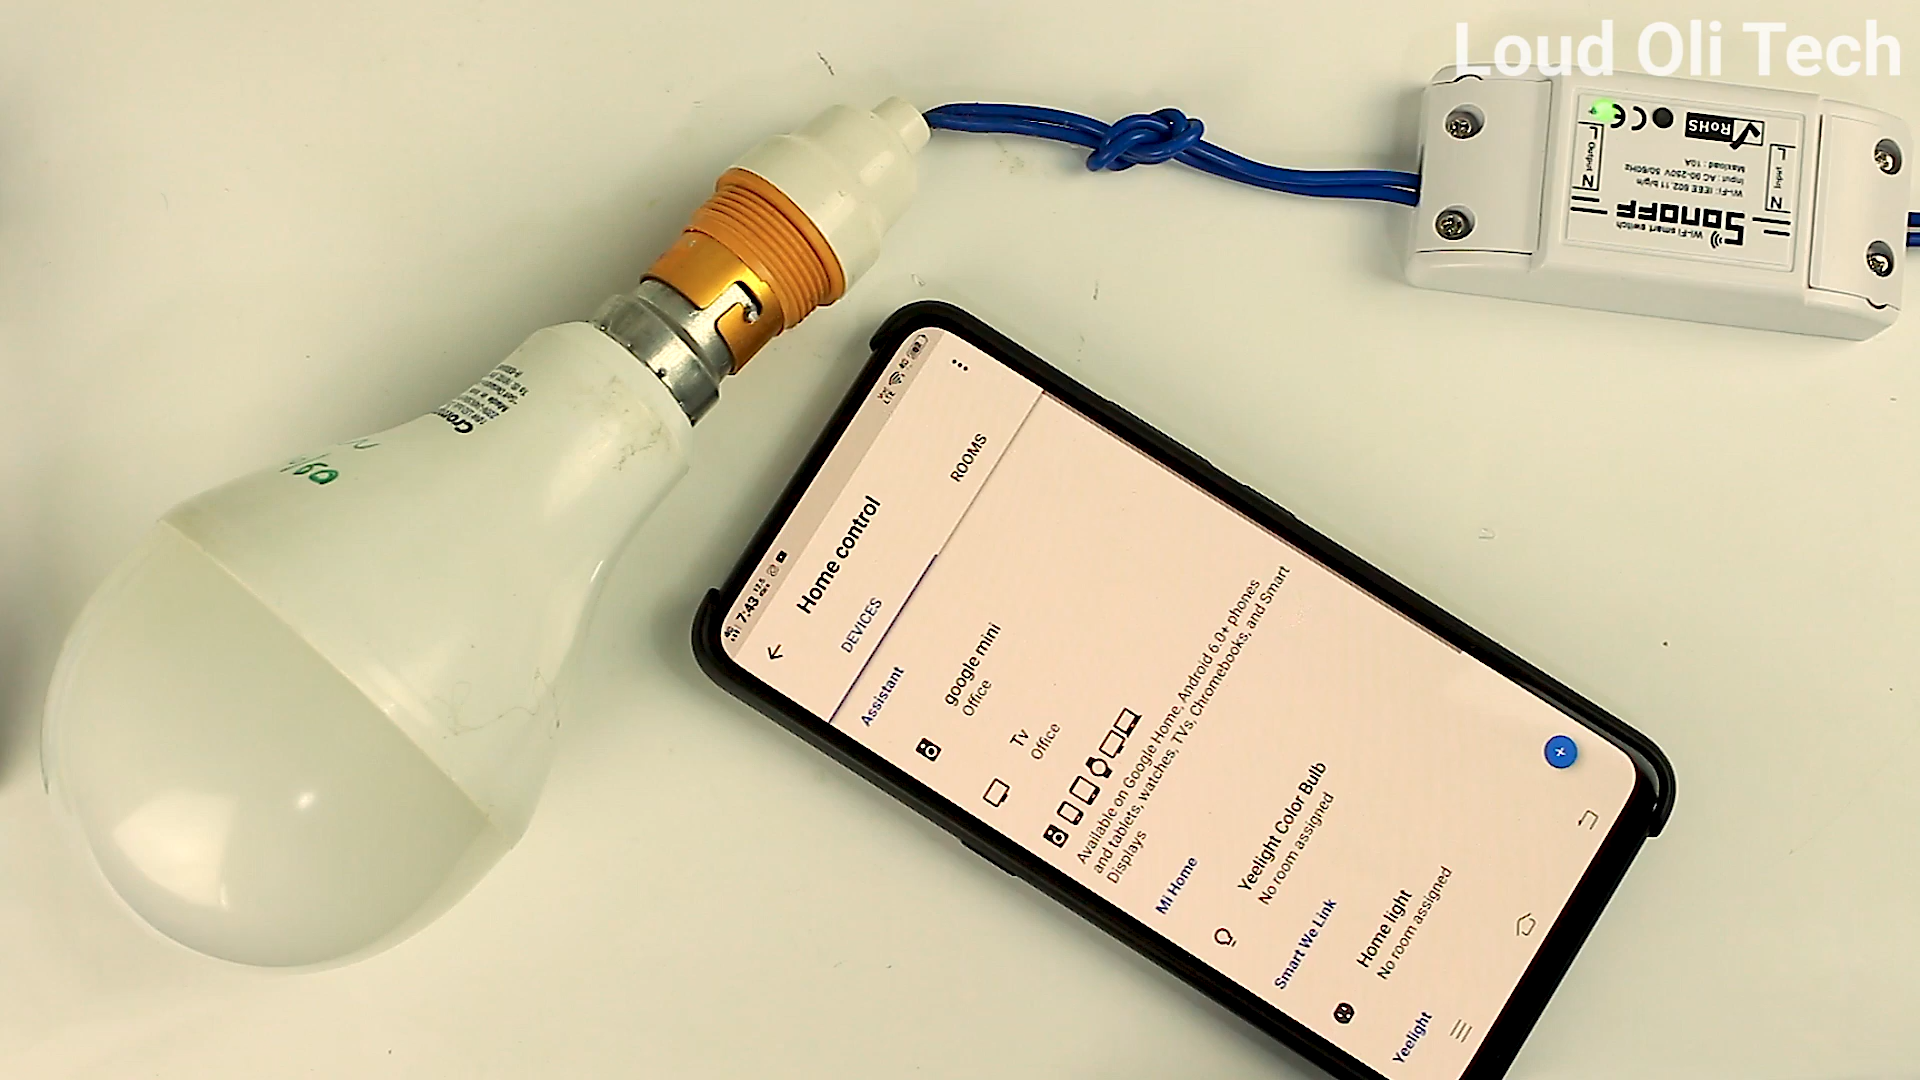 Loud Oli Tech
SONOFF
Wi-Fi smart switch
Wi-Fi: IEEE 802.11 b/g/n
Input: AC 90-250V 50/60Hz
Maxload: 10A
L Input N
L Output N
RoHS
CE
7:43
Home control
DEVICES
ROOMS
Assistant
google mini
Office
Tv
Office
Available on Google Home, Android 6.0+ phones
and tablets, watches, TVs, Chromebooks, and Smart
Displays
Mi Home
Yeelight Color Bulb
No room assigned
Smart We Link
Home light
No room assigned
Yeelight